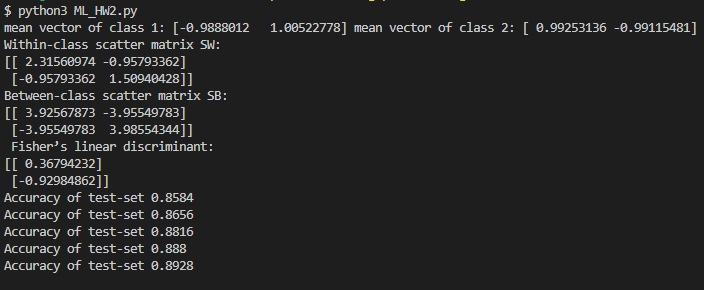 $ python3 ML_HW2.py
mean vector of class 1: [-0.9888012   1.00522778] mean vector of class 2: [ 0.99253136 -0.99115481]
Within-class scatter matrix SW:
[[ 2.31560974 -0.95793362]
 [-0.95793362  1.50940428]]
Between-class scatter matrix SB:
[[ 3.92567873 -3.95549783]
 [-3.95549783  3.98554344]]
 Fisher’s linear discriminant:
[[ 0.36794232]
 [-0.92984862]]
Accuracy of test-set 0.8584
Accuracy of test-set 0.8656
Accuracy of test-set 0.8816
Accuracy of test-set 0.888
Accuracy of test-set 0.8928